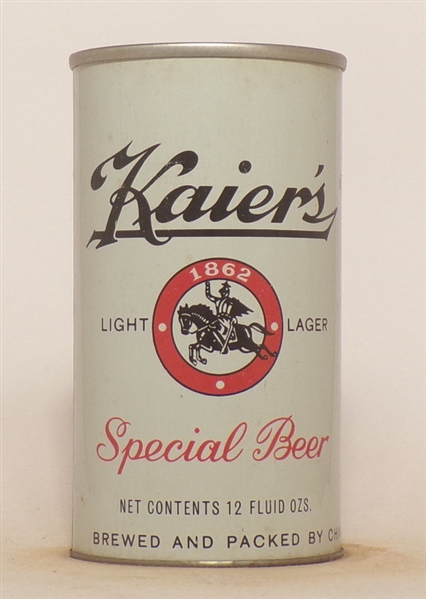 Kaier's
1862
LIGHT LAGER
Special Beer
NET CONTENTS 12 FLUID OZS.
BREWED AND PACKED BY